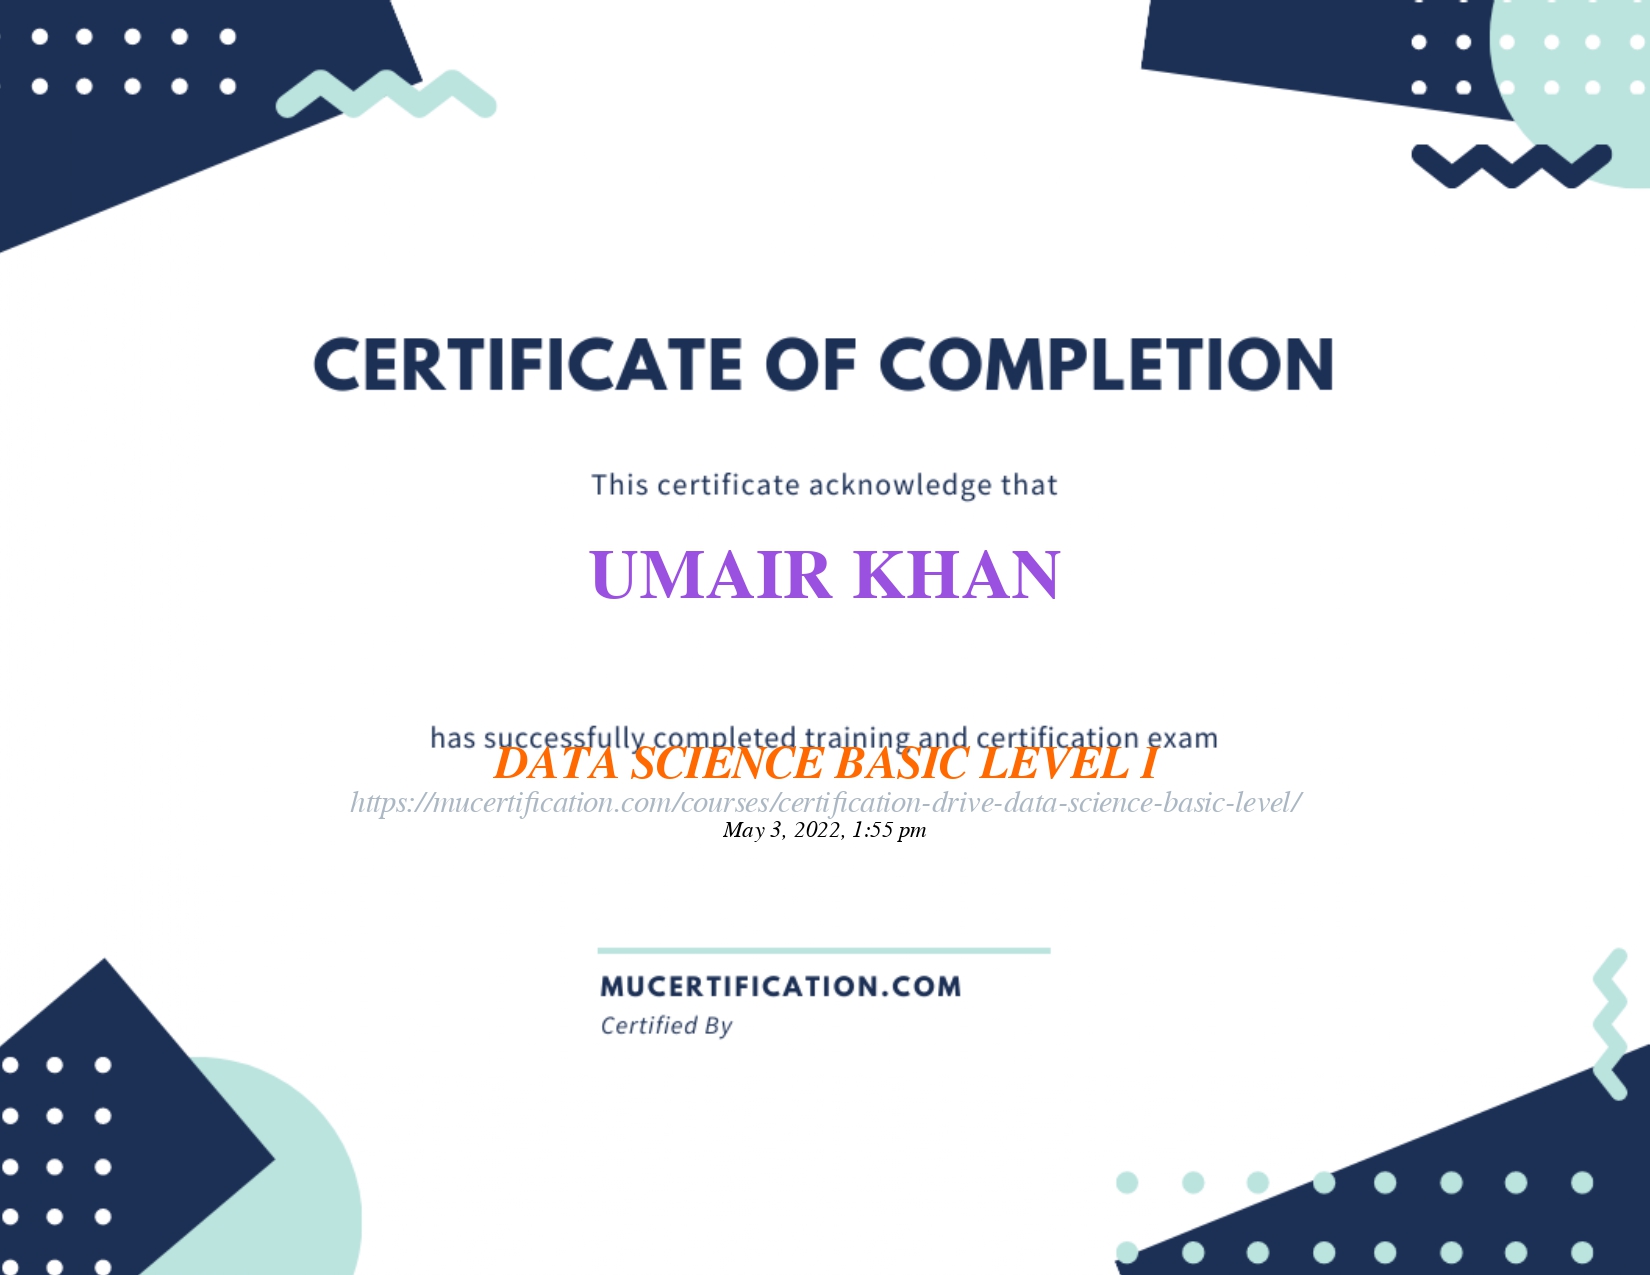 CERTIFICATE OF COMPLETION
This certificate acknowledge that
UMAIR KHAN
has successfully completed training and certification exam
DATA SCIENCE BASIC LEVEL I
https://mucertification.com/courses/certification-drive-data-science-basic-level/
May 3, 2022, 1:55 pm
MUCERTIFICATION.COM
Certified By